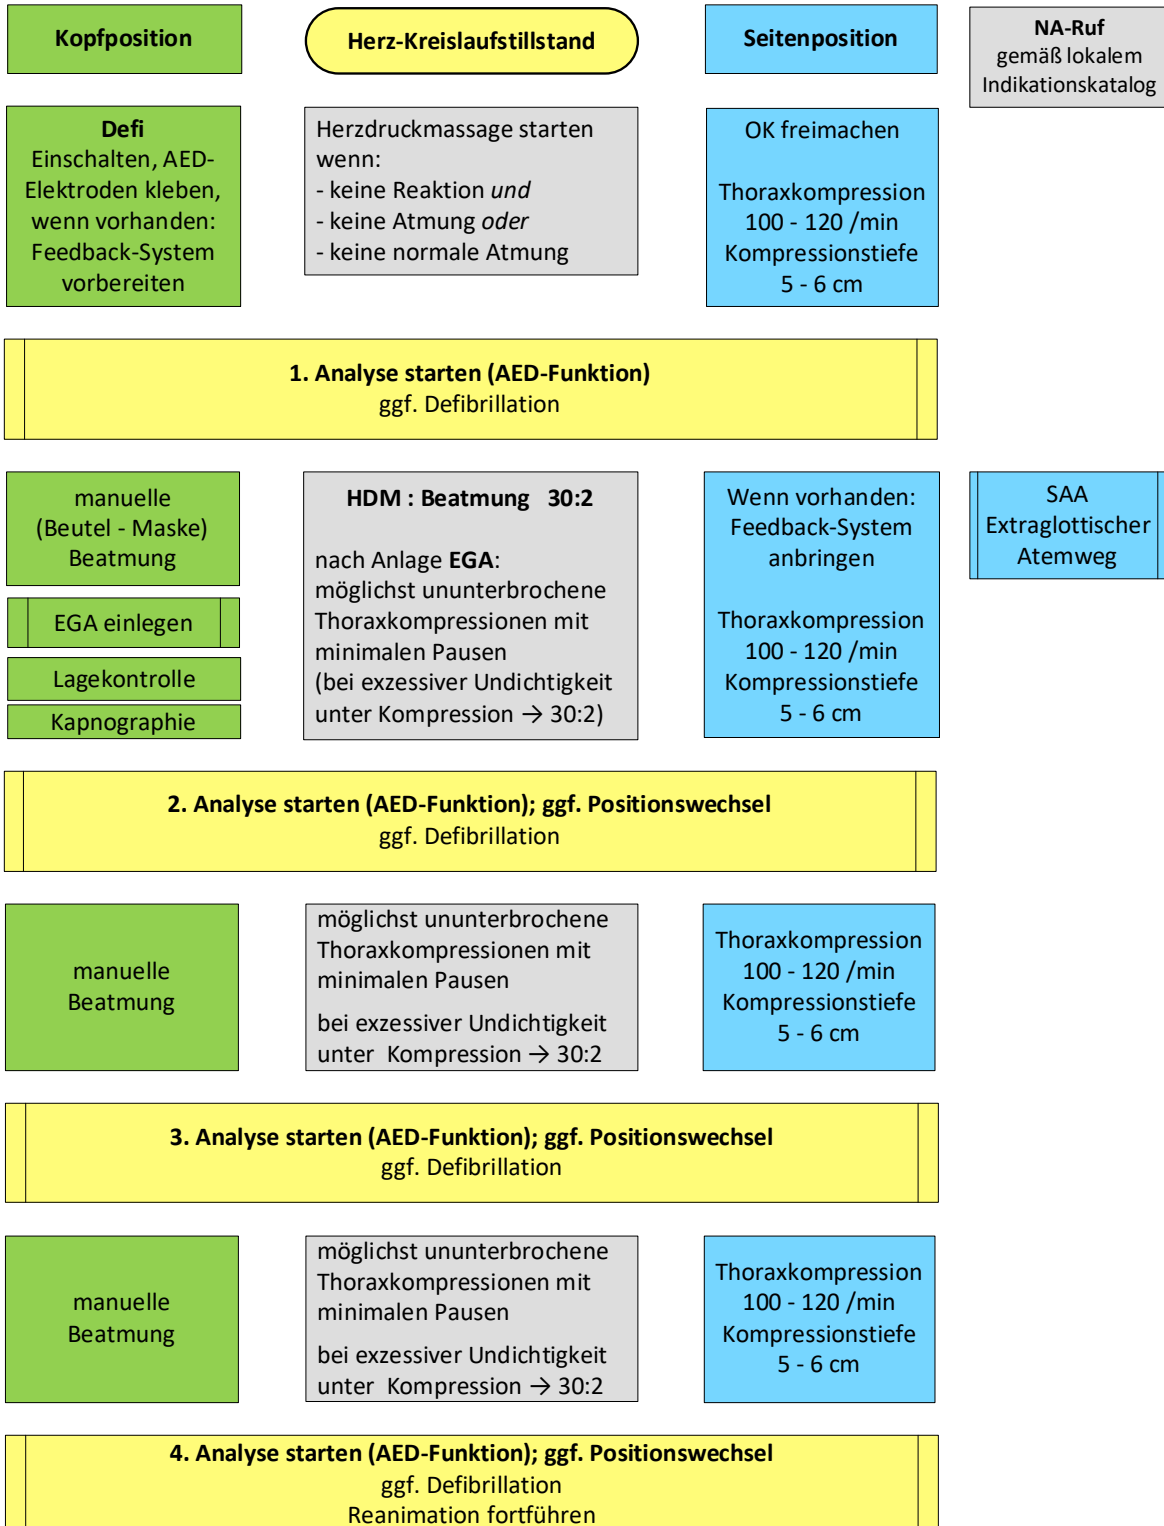 Kopfposition
Herz-Kreislaufstillstand
Seitenposition
NA-Ruf
gemäß lokalem
Indikationskatalog
Defi
Einschalten, AED-
Elektroden kleben,
wenn vorhanden:
Feedback-System
vorbereiten
Herzdruckmassage starten
wenn:
- keine Reaktion und
- keine Atmung oder
- keine normale Atmung
OK freimachen
Thoraxkompression
100 - 120 /min
Kompressionstiefe
5 - 6 cm
1. Analyse starten (AED-Funktion)
ggf. Defibrillation
manuelle
(Beutel - Maske)
Beatmung
EGA einlegen
Lagekontrolle
Kapnographie
HDM : Beatmung 30:2
nach Anlage EGA:
möglichst ununterbrochene
Thoraxkompressionen mit
minimalen Pausen
(bei exzessiver Undichtigkeit
unter Kompression → 30:2)
Wenn vorhanden:
Feedback-System
anbringen
Thoraxkompression
100 - 120 /min
Kompressionstiefe
5 - 6 cm
SAA
Extraglottischer
Atemweg
2. Analyse starten (AED-Funktion); ggf. Positionswechsel
ggf. Defibrillation
manuelle
Beatmung
möglichst ununterbrochene
Thoraxkompressionen mit
minimalen Pausen
bei exzessiver Undichtigkeit
unter Kompression → 30:2
Thoraxkompression
100 - 120 /min
Kompressionstiefe
5 - 6 cm
3. Analyse starten (AED-Funktion); ggf. Positionswechsel
ggf. Defibrillation
manuelle
Beatmung
möglichst ununterbrochene
Thoraxkompressionen mit
minimalen Pausen
bei exzessiver Undichtigkeit
unter Kompression → 30:2
Thoraxkompression
100 - 120 /min
Kompressionstiefe
5 - 6 cm
4. Analyse starten (AED-Funktion); ggf. Positionswechsel
ggf. Defibrillation
Reanimation fortführen